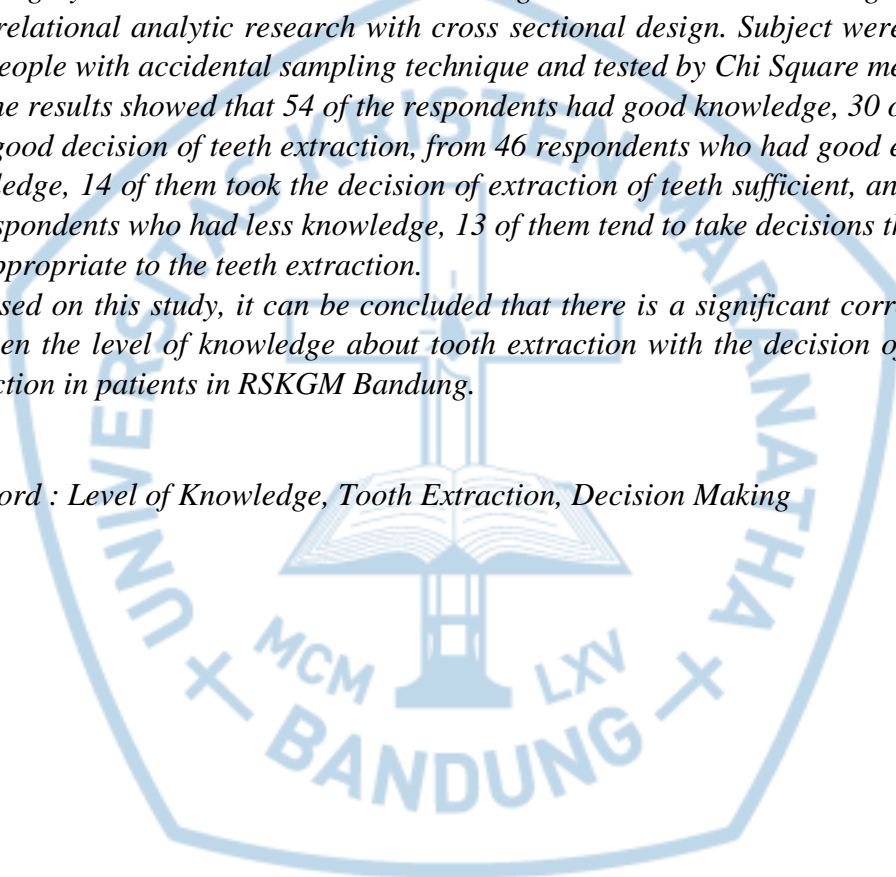 relational analytic research with cross sectional design. Subject were
eople with accidental sampling technique and tested by Chi Square me
he results showed that 54 of the respondents had good knowledge, 30 o
good decision of teeth extraction, from 46 respondents who had good e
ledge, 14 of them took the decision of extraction of teeth sufficient, an
spondents who had less knowledge, 13 of them tend to take decisions th
ppropriate to the teeth extraction.
sed on this study, it can be concluded that there is a significant corr
en the level of knowledge about tooth extraction with the decision of
ction in patients in RSKGM Bandung.
ord : Level of Knowledge, Tooth Extraction, Decision Making
UNIVERSITAS KRISTEN MARANATHA
MCM LXV
BANDUNG